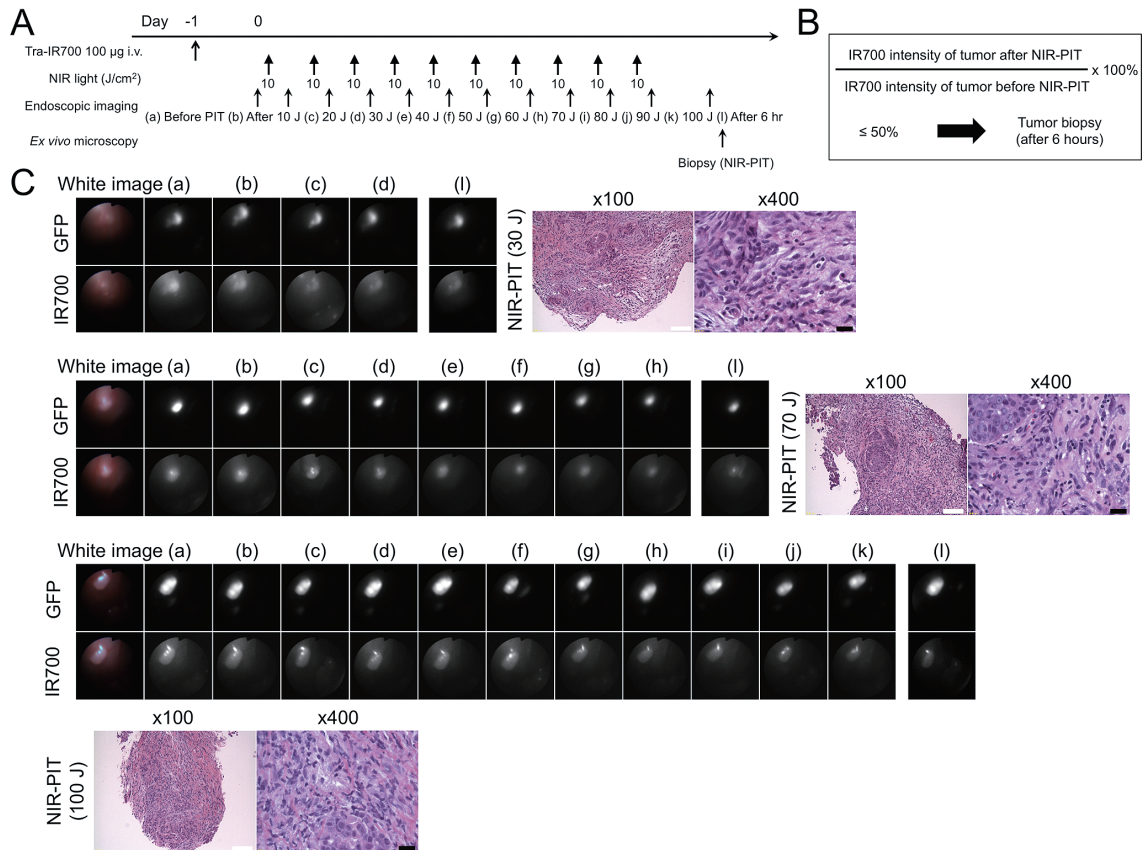 A
Day -1 0
Tra-IR700 100 µg i.v.
NIR light (J/cm²) 10 10 10 10 10 10 10 10 10 10
Endoscopic imaging
(a) Before PIT (b) After 10 J (c) 20 J (d) 30 J (e) 40 J (f) 50 J (g) 60 J (h) 70 J (i) 80 J (j) 90 J (k) 100 J (l) After 6 hr
Ex vivo microscopy
Biopsy (NIR-PIT)
B
IR700 intensity of tumor after NIR-PIT
x 100%
IR700 intensity of tumor before NIR-PIT
≤ 50%
Tumor biopsy
(after 6 hours)
C
White image (a) (b) (c) (d) (l)
GFP
IR700
NIR-PIT (30 J)
x100 x400
White image (a) (b) (c) (d) (e) (f) (g) (h) (l)
GFP
IR700
NIR-PIT (70 J)
x100 x400
White image (a) (b) (c) (d) (e) (f) (g) (h) (i) (j) (k) (l)
GFP
IR700
x100 x400
NIR-PIT
(100 J)